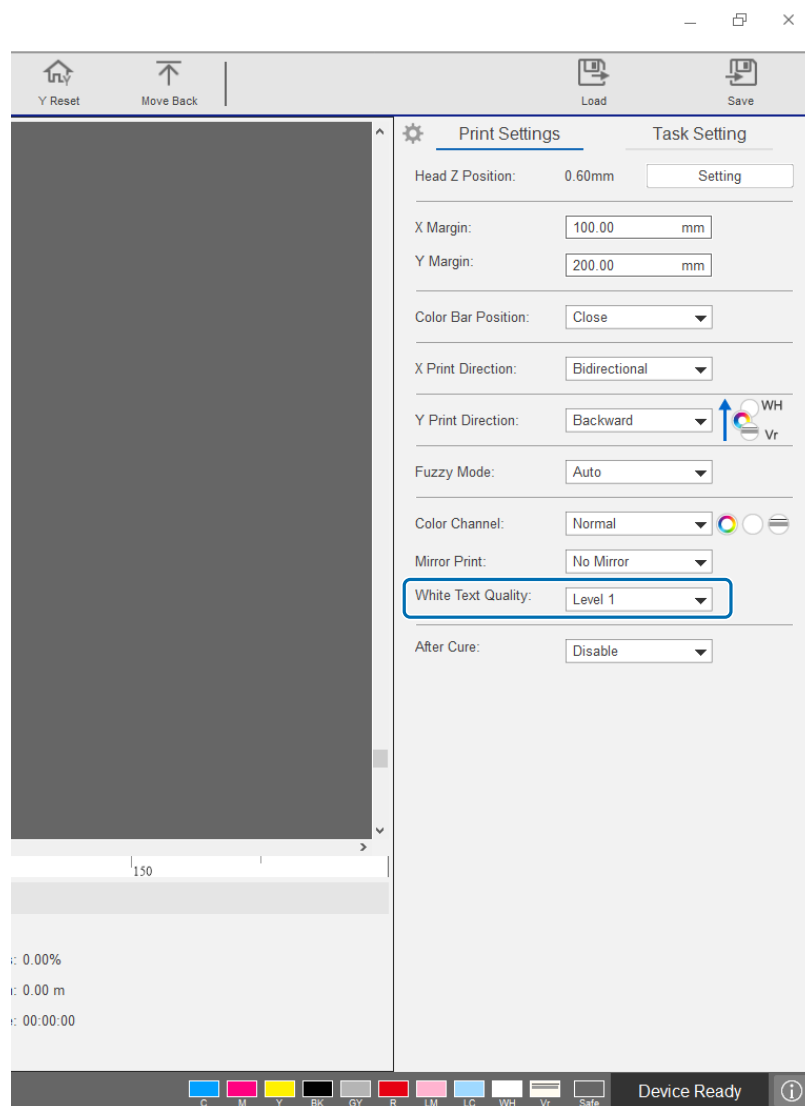 Y Reset Move Back Load Save
Print Settings Task Setting
Head Z Position: 0.60mm Setting
X Margin: 100.00 mm
Y Margin: 200.00 mm
Color Bar Position: Close
X Print Direction: Bidirectional
WH
Y Print Direction: Backward
Vr
Fuzzy Mode: Auto
Color Channel: Normal
Mirror Print: No Mirror
White Text Quality: Level 1
After Cure: Disable
150
: 0.00%
: 0.00 m
: 00:00:00
C M Y BK GY R LM LC WH Vr Safe Device Ready